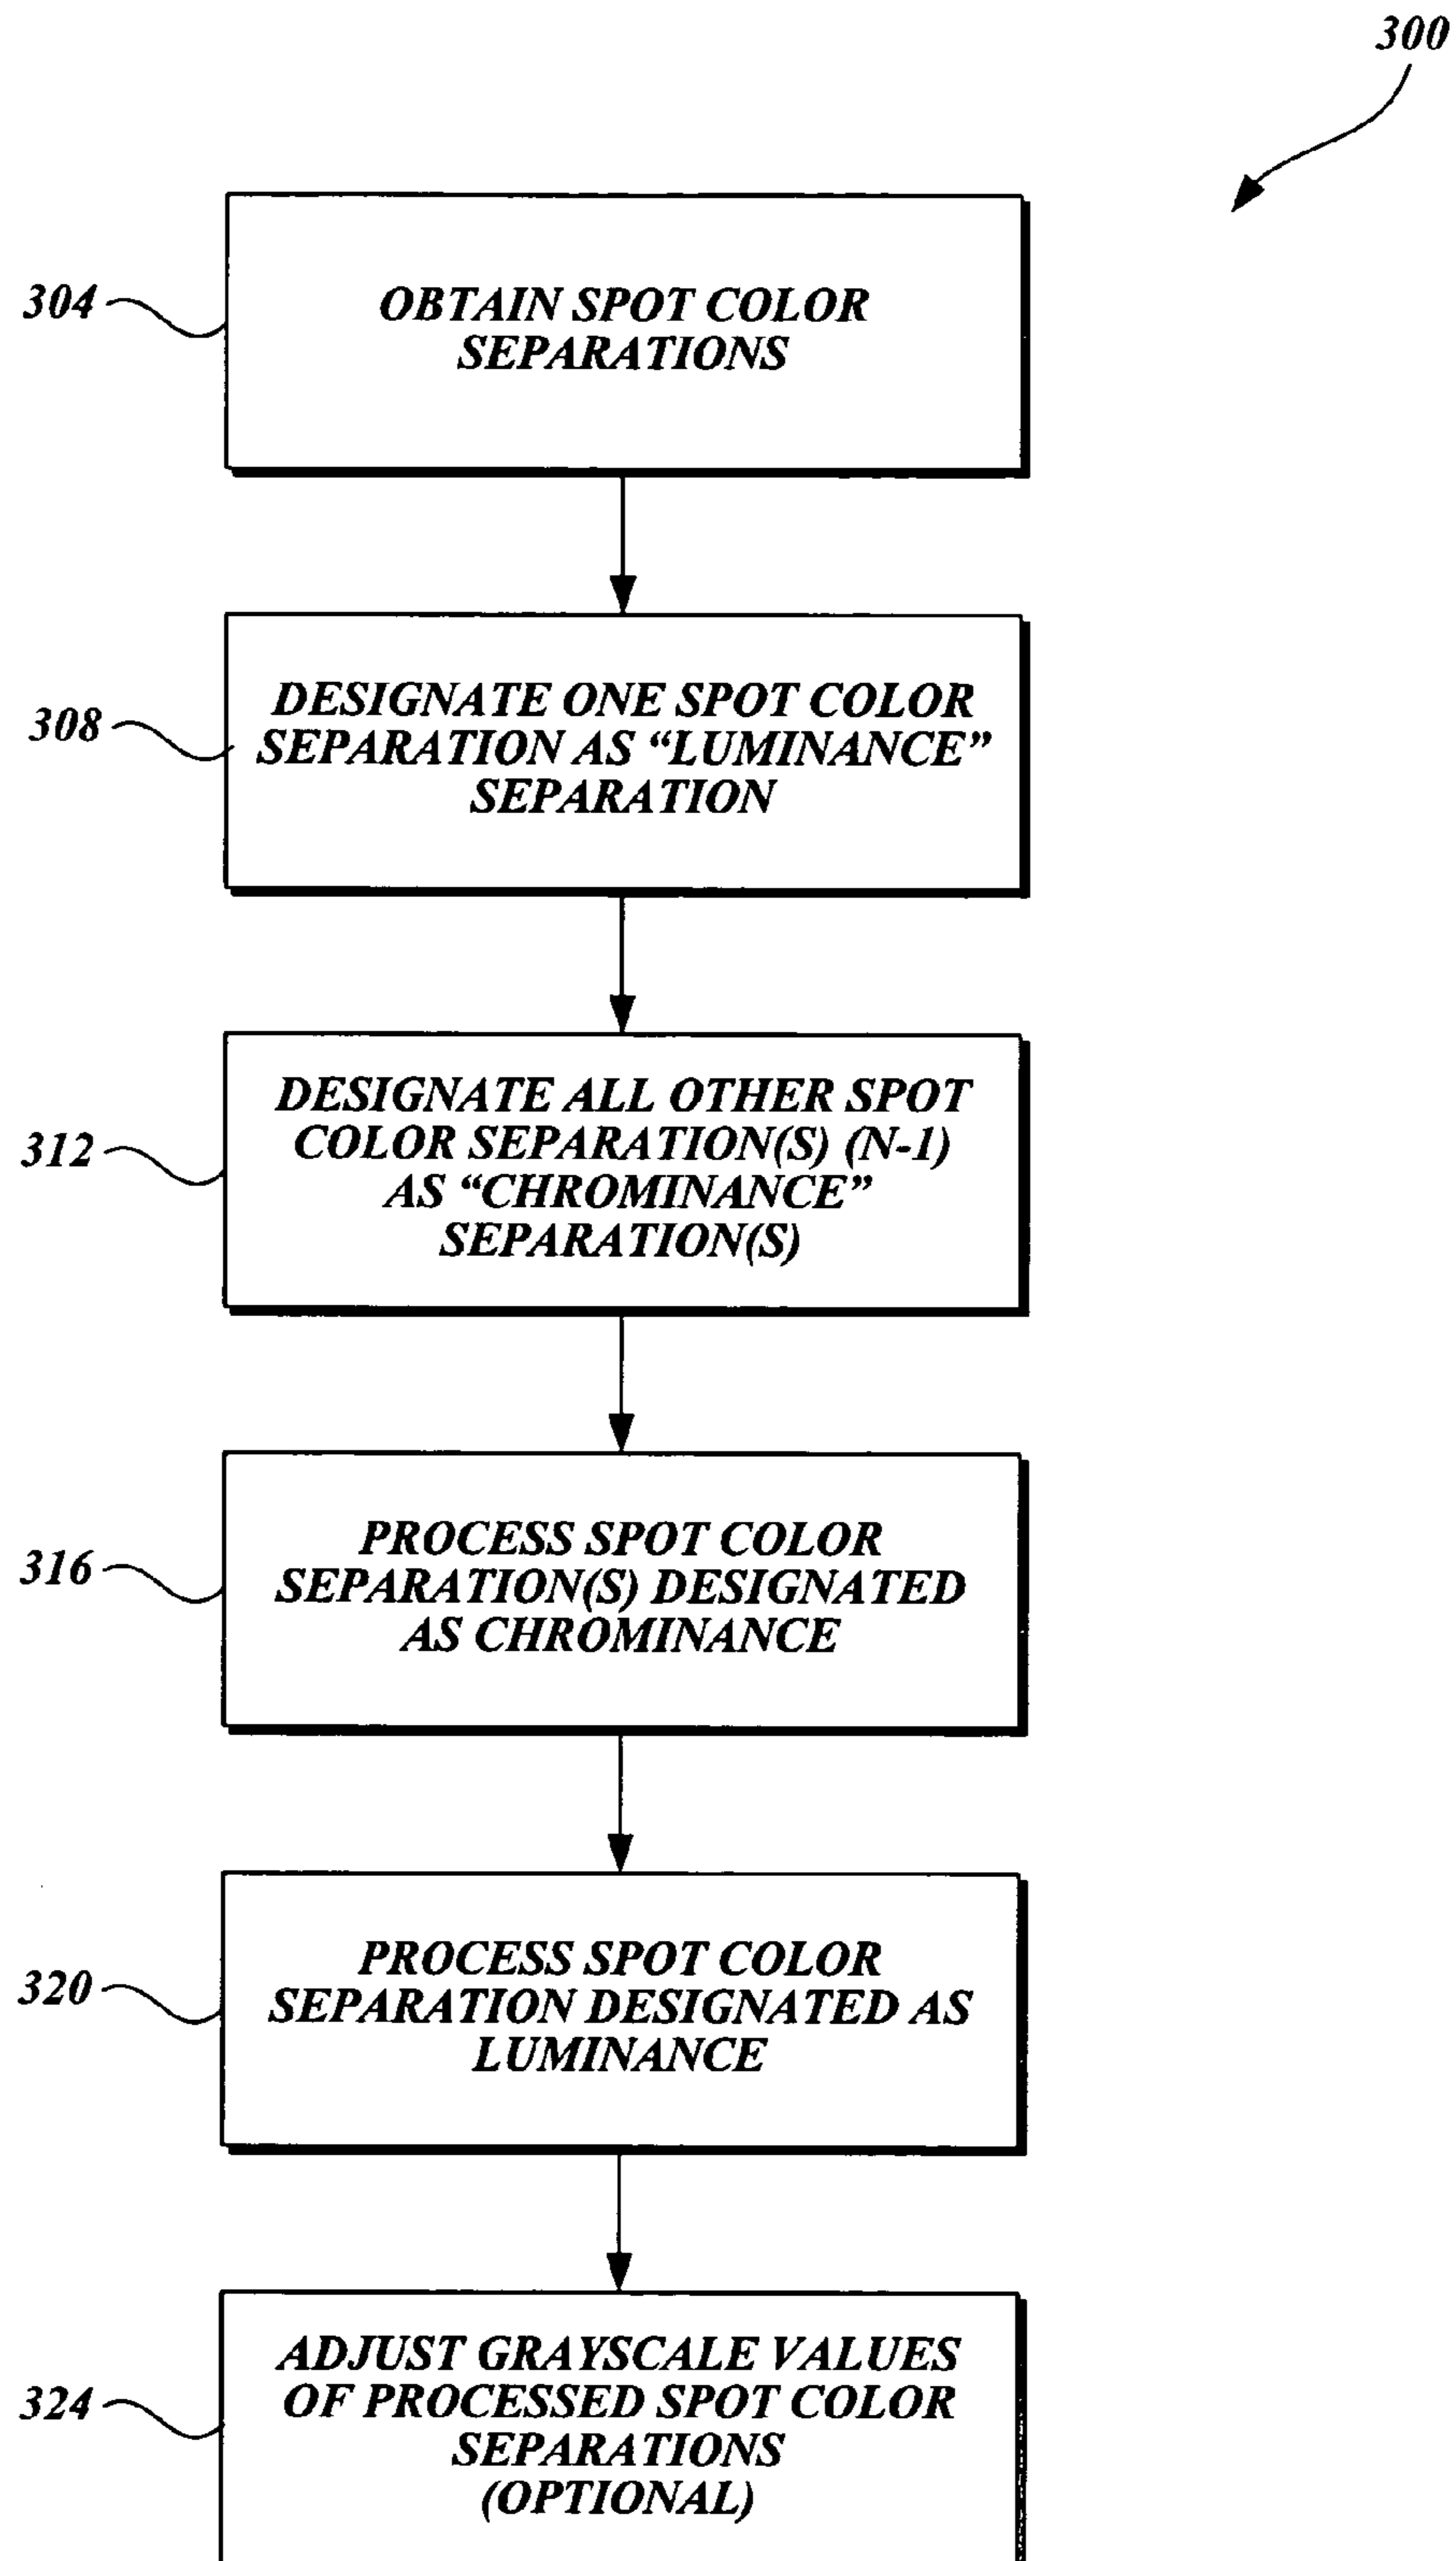 300
304
OBTAIN SPOT COLOR
SEPARATIONS
308
DESIGNATE ONE SPOT COLOR
SEPARATION AS “LUMINANCE”
SEPARATION
312
DESIGNATE ALL OTHER SPOT
COLOR SEPARATION(S) (N-1)
AS “CHROMINANCE”
SEPARATION(S)
316
PROCESS SPOT COLOR
SEPARATION(S) DESIGNATED
AS CHROMINANCE
320
PROCESS SPOT COLOR
SEPARATION DESIGNATED AS
LUMINANCE
324
ADJUST GRAYSCALE VALUES
OF PROCESSED SPOT COLOR
SEPARATIONS
(OPTIONAL)